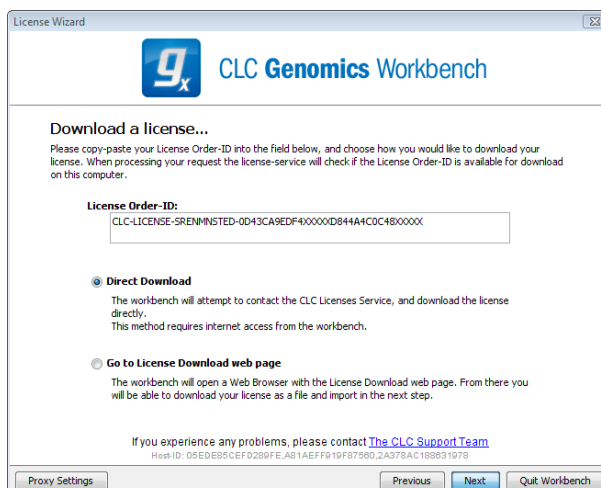 License Wizard
gx CLC Genomics Workbench
Download a license...
Please copy-paste your License Order-ID into the field below, and choose how you would like to download your
license. When processing your request the license-service will check if the License Order-ID is available for download
on this computer.
License Order-ID:
CLC-LICENSE-SRENMNSTED-0D43CA9EDF4XXXXXD844A4C0C48XXXXX
Direct Download
The workbench will attempt to contact the CLC Licenses Service, and download the license
directly.
This method requires internet access from the workbench.
Go to License Download web page
The workbench will open a Web Browser with the License Download web page. From there you
will be able to download your license as a file and import in the next step.
If you experience any problems, please contact The CLC Support Team
Host-ID: D5EDE85CEFD289FE,A81AEFF919F87560,2A378AC188631978
Proxy Settings Previous Next Quit Workbench